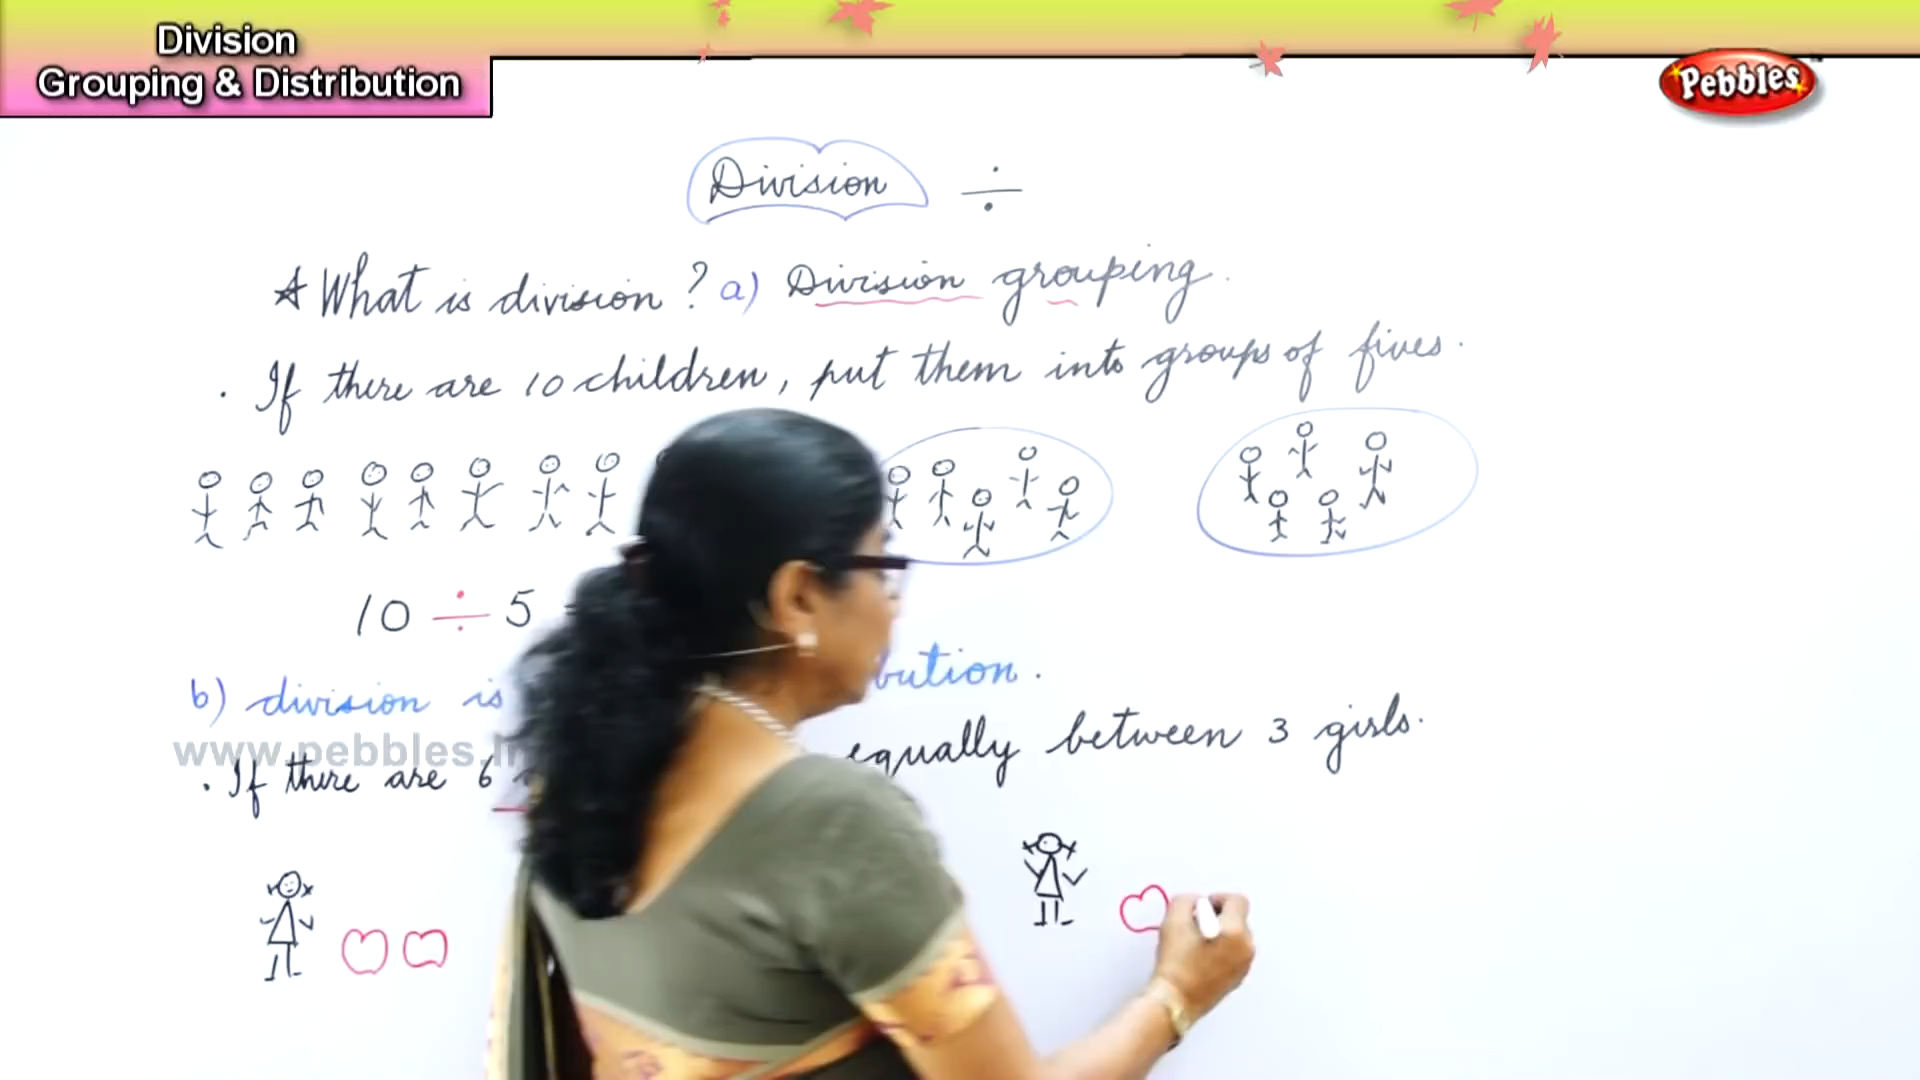 Division
Grouping & Distribution
Pebbles
Division ÷
☆ What is division? a) Division grouping.
. If there are 10 children, put them into groups of fives.
10 ÷ 5
b) division is bution.
www.pebbles.
. If there are 6 equally between 3 girls.